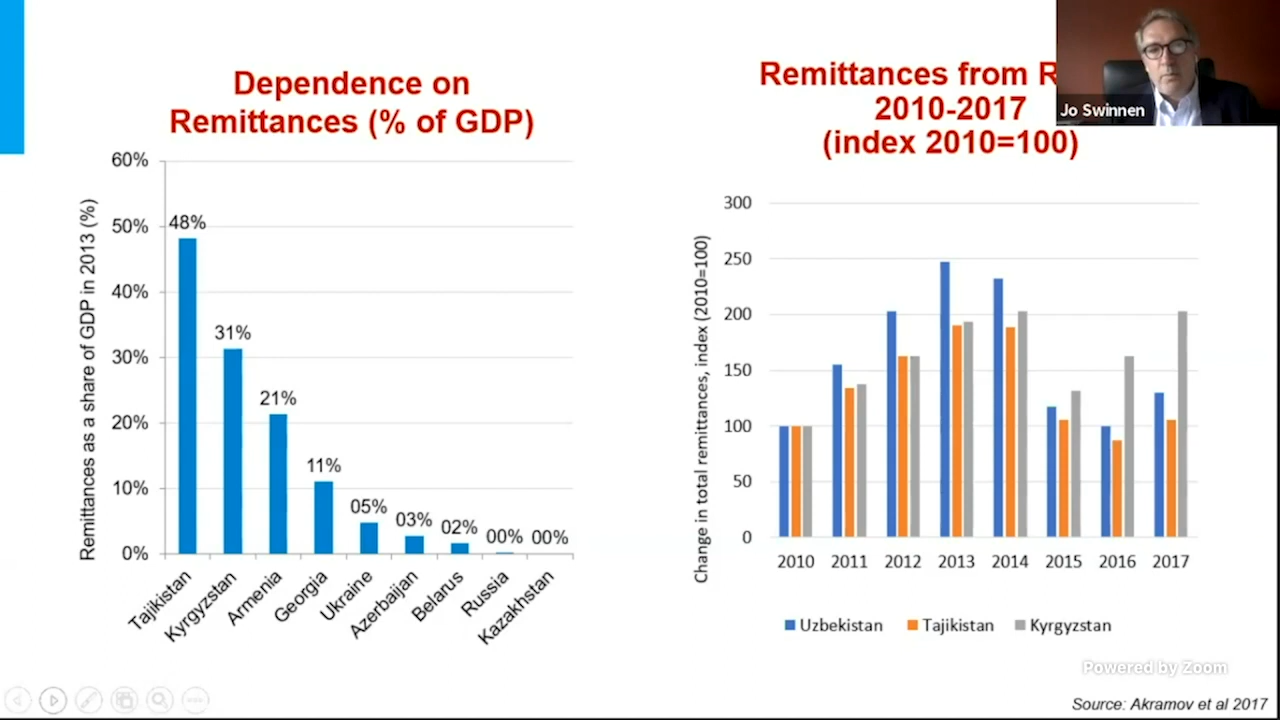 Dependence on
Remittances (% of GDP)
Remittances as a share of GDP in 2013 (%)
60%
50%
40%
30%
20%
10%
0%
48%
31%
21%
11%
05%
03%
02%
00%
00%
Tajikistan
Kyrgyzstan
Armenia
Georgia
Ukraine
Azerbaijan
Belarus
Russia
Kazakhstan
Remittances from R
2010-2017
(index 2010=100)
Jo Swinnen
Change in total remittances, index (2010=100)
300
250
200
150
100
50
0
2010 2011 2012 2013 2014 2015 2016 2017
Uzbekistan Tajikistan Kyrgyzstan
Powered by Zoom
Source: Akramov et al 2017